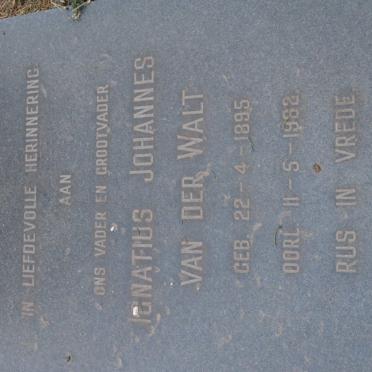 IN LIEFDEVOLLE HERINNERING
AAN
ONS VADER EN GROOTVADER
IGNATIUS JOHANNES
VAN DER WALT
GEB. 22-4-1895
OORL. 11-5-1982
RUS IN VREDE